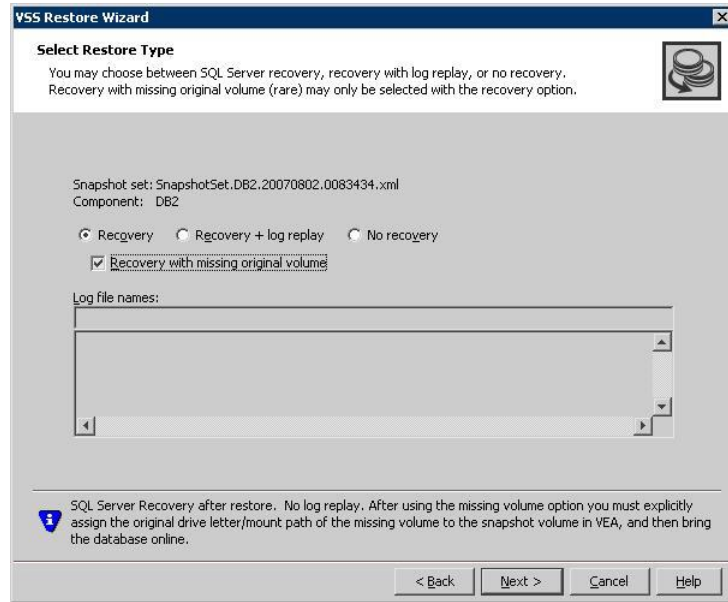 VSS Restore Wizard
Select Restore Type
You may choose between SQL Server recovery, recovery with log replay, or no recovery.
Recovery with missing original volume (rare) may only be selected with the recovery option.
Snapshot set: SnapshotSet.DB2.20070802.0083434.xml
Component: DB2
Recovery Recovery + log replay No recovery
Recovery with missing original volume
Log file names:
SQL Server Recovery after restore. No log replay. After using the missing volume option you must explicitly
assign the original drive letter/mount path of the missing volume to the snapshot volume in VEA, and then bring
the database online.
< Back Next > Cancel Help